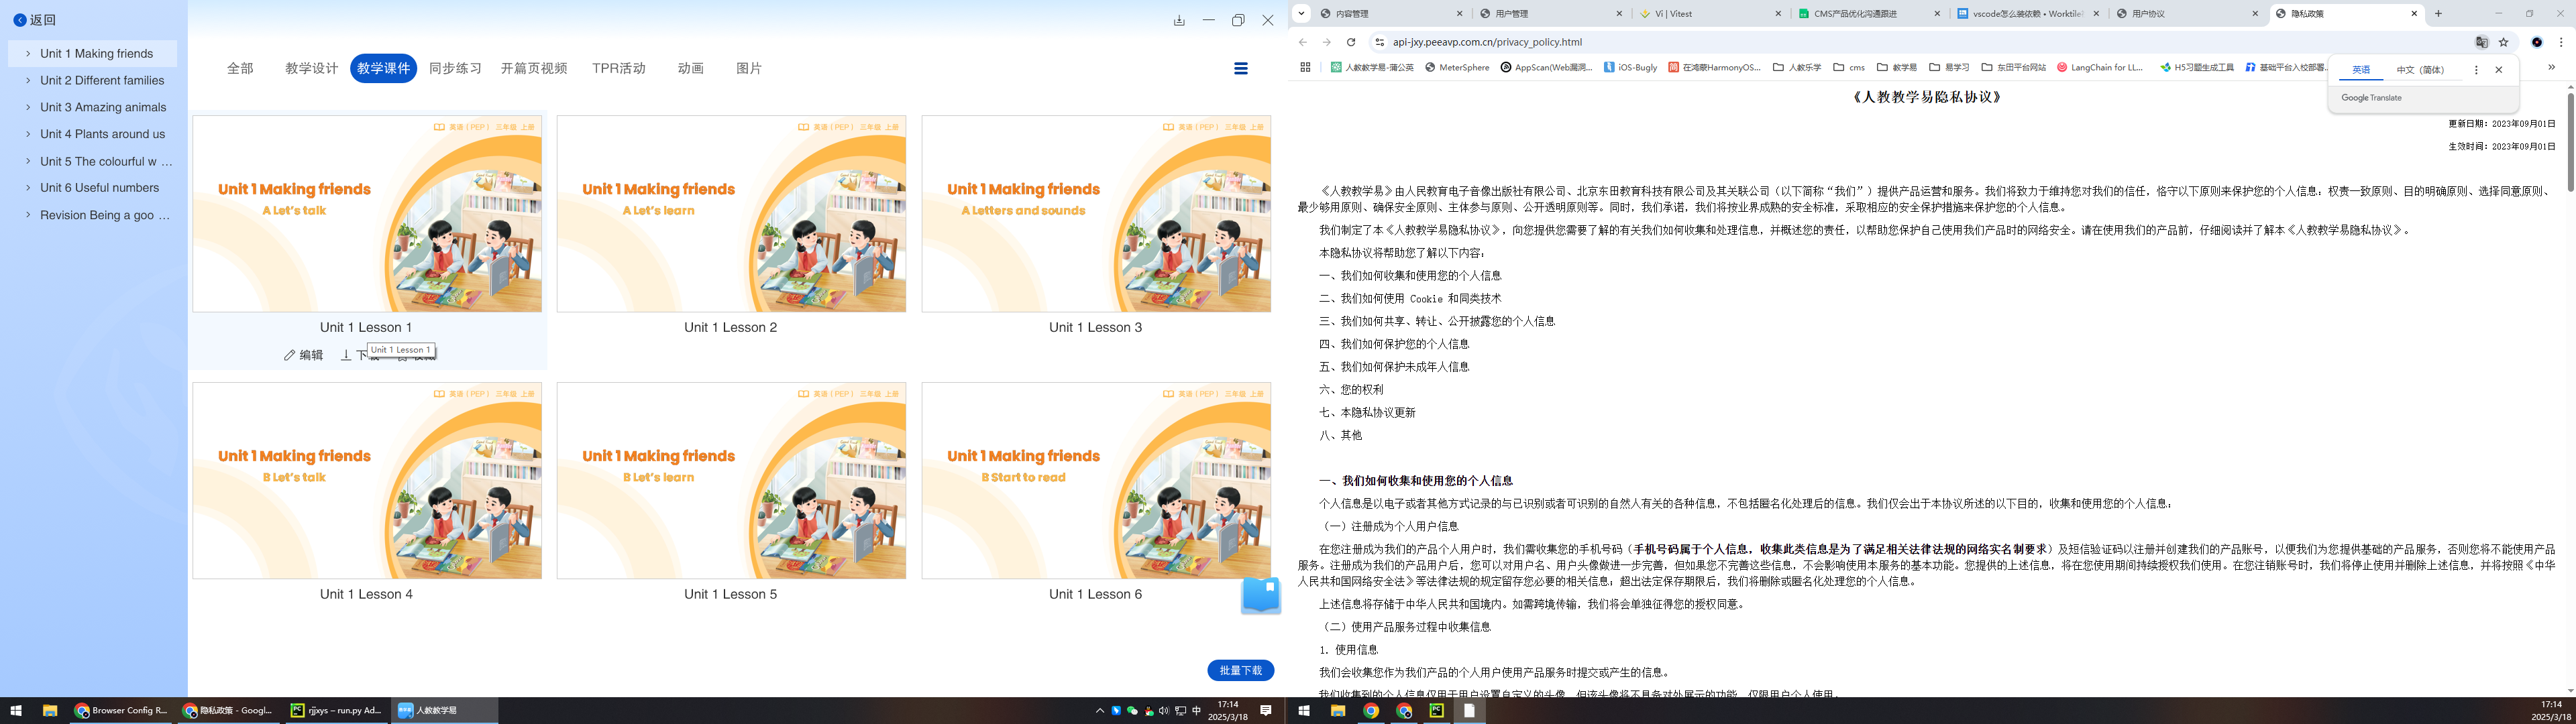 返回
Unit 1 Making friends
Unit 2 Different families
Unit 3 Amazing animals
Unit 4 Plants around us
Unit 5 The colourful w ...
Unit 6 Useful numbers
Revision Being a goo ...
全部 教学设计 教学课件 同步练习 开篇页视频 TPR活动 动画 图片
英语（PEP） 三年级 上册
Unit 1 Making friends
A Let's talk
Unit 1 Lesson 1
编辑
Unit 1 Lesson 1
英语（PEP） 三年级 上册
Unit 1 Making friends
A Let's learn
Unit 1 Lesson 2
英语（PEP） 三年级 上册
Unit 1 Making friends
A Letters and sounds
Unit 1 Lesson 3
英语（PEP） 三年级 上册
Unit 1 Making friends
B Let's talk
Unit 1 Lesson 4
英语（PEP） 三年级 上册
Unit 1 Making friends
B Let's learn
Unit 1 Lesson 5
英语（PEP） 三年级 上册
Unit 1 Making friends
B Start to read
Unit 1 Lesson 6
批量下载
Browser Config R...
隐私政策 - Googl...
rjjxys – run.py Ad...
人教教学易
中
17:14
2025/3/18
内容管理
用户管理
Vi | Vitest
CMS产品优化沟通跟进
vscode怎么装依赖 • Worktile
用户协议
隐私政策
api-jxy.peeavp.com.cn/privacy_policy.html
人教教学易-蒲公英
MeterSphere
AppScan(Web漏洞...
iOS-Bugly
在鸿蒙HarmonyOS...
人教乐学
cms
教学易
易学习
东田平台网站
LangChain for LL...
H5习题生成工具
基础平台入校部署...
英语 中文（简体）
Google Translate
《人教教学易隐私协议》
更新日期：2023年09月01日
生效时间：2023年09月01日
《人教教学易》由人民教育电子音像出版社有限公司、北京东田教育科技有限公司及其关联公司（以下简称“我们”）提供产品运营和服务。我们将致力于维持您对我们的信任，恪守以下原则来保护您的个人信息：权责一致原则、目的明确原则、选择同意原则、
最少够用原则、确保安全原则、主体参与原则、公开透明原则等。同时，我们承诺，我们将按业界成熟的安全标准，采取相应的安全保护措施来保护您的个人信息。
我们制定了本《人教教学易隐私协议》，向您提供您需要了解的有关我们如何收集和处理信息，并概述您的责任，以帮助您保护自己使用我们产品时的网络安全。请在使用我们的产品前，仔细阅读并了解本《人教教学易隐私协议》。
本隐私协议将帮助您了解以下内容：
一、我们如何收集和使用您的个人信息
二、我们如何使用 Cookie 和同类技术
三、我们如何共享、转让、公开披露您的个人信息
四、我们如何保护您的个人信息
五、我们如何保护未成年人信息
六、您的权利
七、本隐私协议更新
八、其他
一、我们如何收集和使用您的个人信息
个人信息是以电子或者其他方式记录的与已识别或者可识别的自然人有关的各种信息，不包括匿名化处理后的信息。我们仅会出于本协议所述的以下目的，收集和使用您的个人信息：
（一）注册成为个人用户信息
在您注册成为我们的产品个人用户时，我们需收集您的手机号码（手机号码属于个人信息，收集此类信息是为了满足相关法律法规的网络实名制要求）及短信验证码以注册并创建我们的产品账号，以便我们为您提供基础的产品服务，否则您将不能使用产品
服务。注册成为我们的产品用户后，您可以对用户名、用户头像做进一步完善，但如果您不完善这些信息，不会影响使用本服务的基本功能。您提供的上述信息，将在您使用期间持续授权我们使用。在您注销账号时，我们将停止使用并删除上述信息，并将按照《中华
人民共和国网络安全法》等法律法规的规定留存您必要的相关信息；超出法定保存期限后，我们将删除或匿名化处理您的个人信息。
上述信息将存储于中华人民共和国境内。如需跨境传输，我们将会单独征得您的授权同意。
（二）使用产品服务过程中收集信息
1. 使用信息
我们会收集您作为我们产品的个人用户使用产品服务时提交或产生的信息。
我们收集到的个人信息仅用于用户设置自定义的头像，但该头像将不具备对外展示的功能，仅限用户个人使用。
17:14
2025/3/18